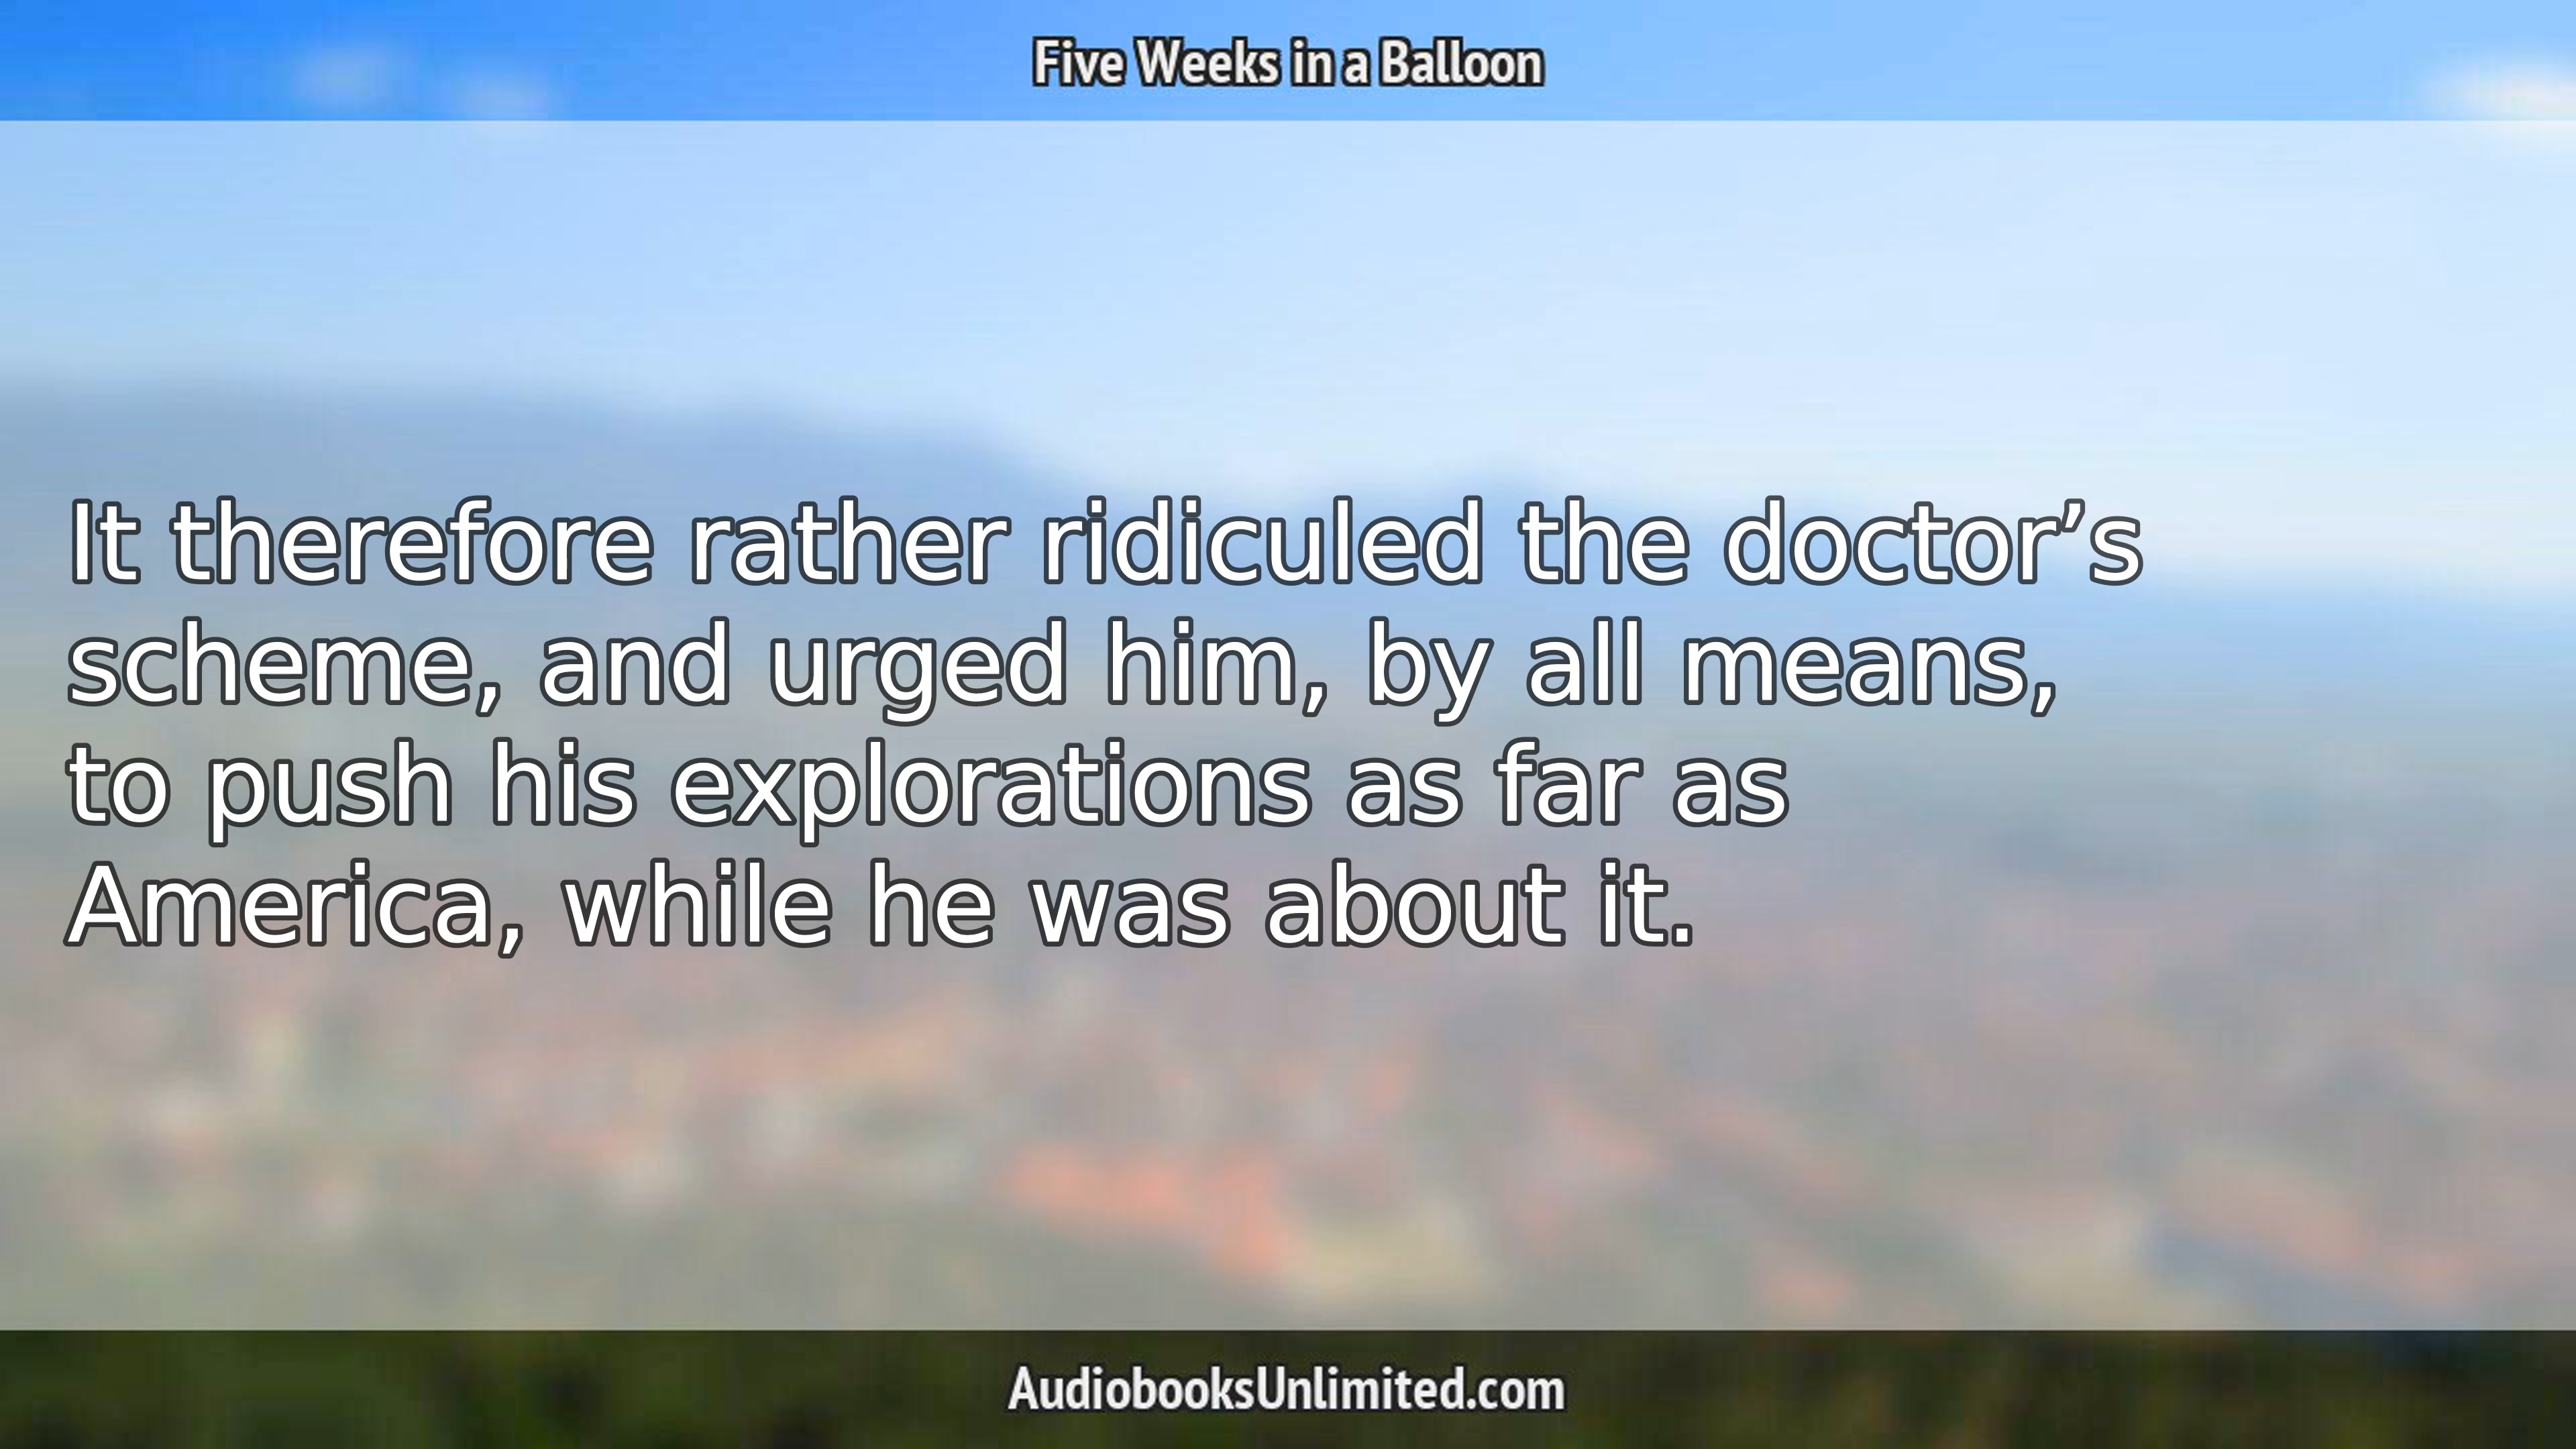 Five Weeks in a Balloon
It therefore rather ridiculed the doctor’s
scheme, and urged him, by all means,
to push his explorations as far as
America, while he was about it.
AudiobooksUnlimited.com